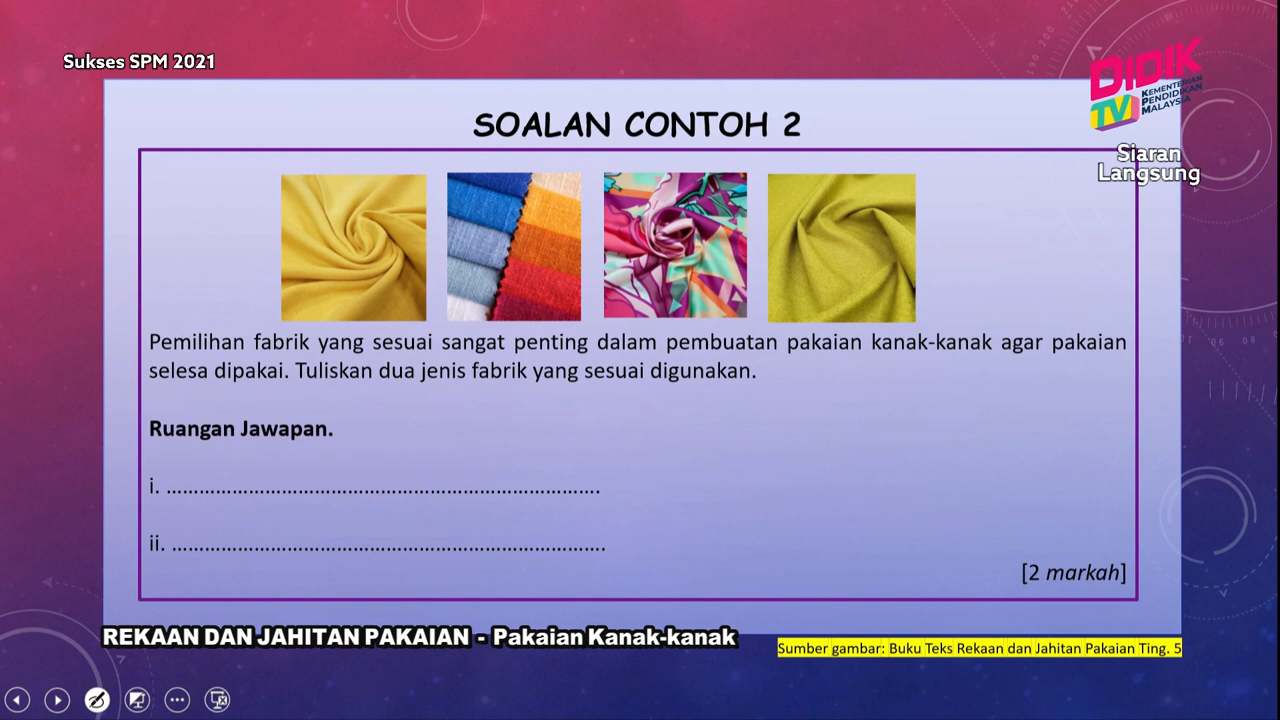 Sukses SPM 2021
DIDIK
TV
KEMENTERIAN
PENDIDIKAN
MALAYSIA
Siaran
Langsung
SOALAN CONTOH 2
Pemilihan fabrik yang sesuai sangat penting dalam pembuatan pakaian kanak-kanak agar pakaian
selesa dipakai. Tuliskan dua jenis fabrik yang sesuai digunakan.
Ruangan Jawapan.
i. …………………………………………………………………….
ii. …………………………………………………………………….
[2 markah]
REKAAN DAN JAHITAN PAKAIAN - Pakaian Kanak-kanak
Sumber gambar: Buku Teks Rekaan dan Jahitan Pakaian Ting. 5